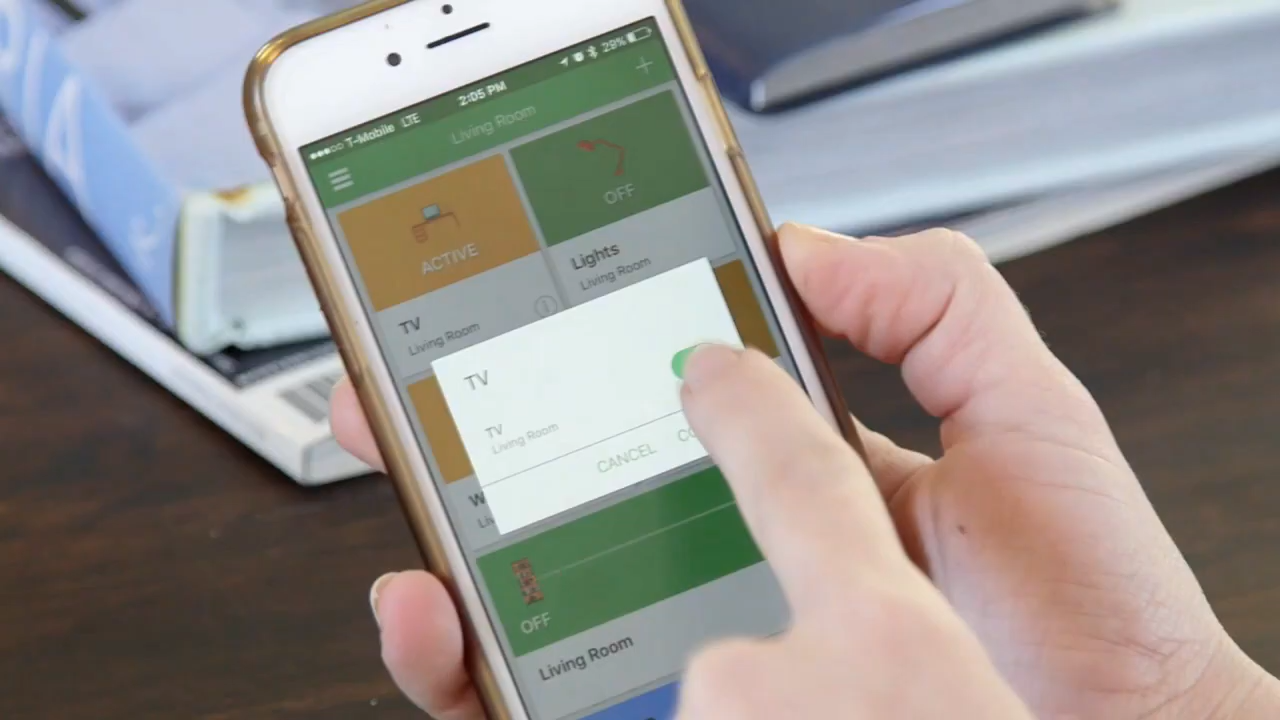 T-Mobile LTE 2:05 PM 29%
Living Room
ACTIVE
OFF
TV
Living Room
Lights
Living Room
TV
TV
Living Room
CANCEL
OFF
Living Room